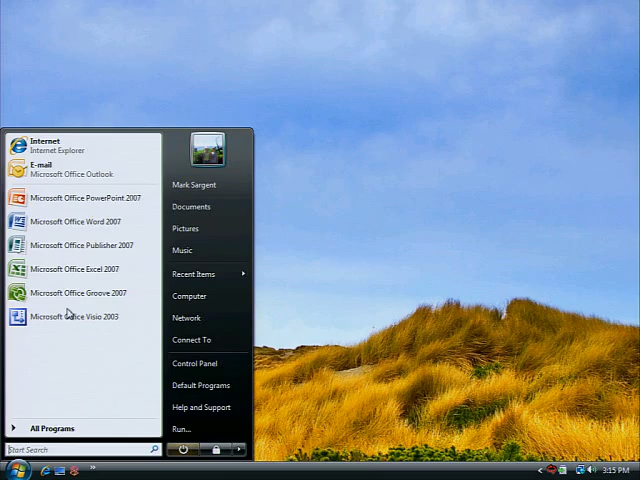 Internet
Internet Explorer
E-mail
Microsoft Office Outlook
Microsoft Office PowerPoint 2007
Microsoft Office Word 2007
Microsoft Office Publisher 2007
Microsoft Office Excel 2007
Microsoft Office Groove 2007
Microsoft Office Visio 2003
All Programs
Start Search
Mark Sargent
Documents
Pictures
Music
Recent Items
Computer
Network
Connect To
Control Panel
Default Programs
Help and Support
Run...
3:15 PM